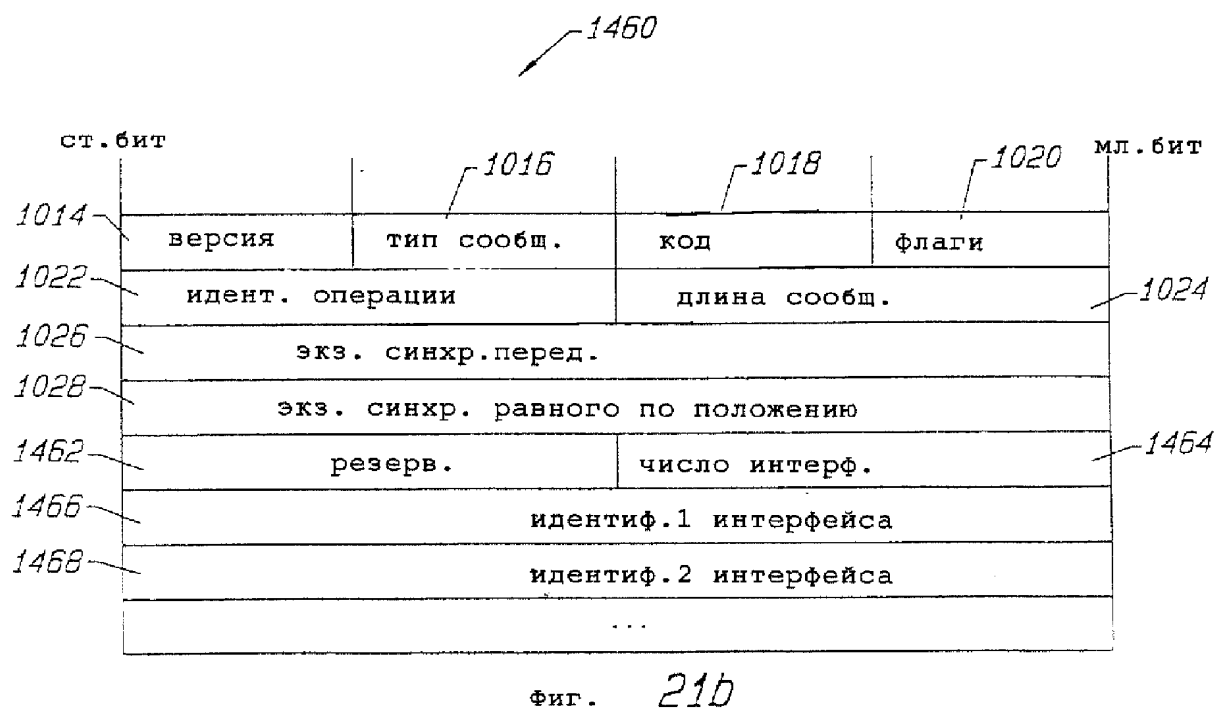 1460
ст.бит мл.бит
1016 1018 1020
1014 версия тип сообщ. код флаги
1022 идент. операции длина сообщ. 1024
1026 экз. синхр.перед.
1028 экз. синхр. равного по положению
1462 резерв. число интерф. 1464
1466 идентиф.1 интерфейса
1468 идентиф.2 интерфейса
...
Фиг. 21b